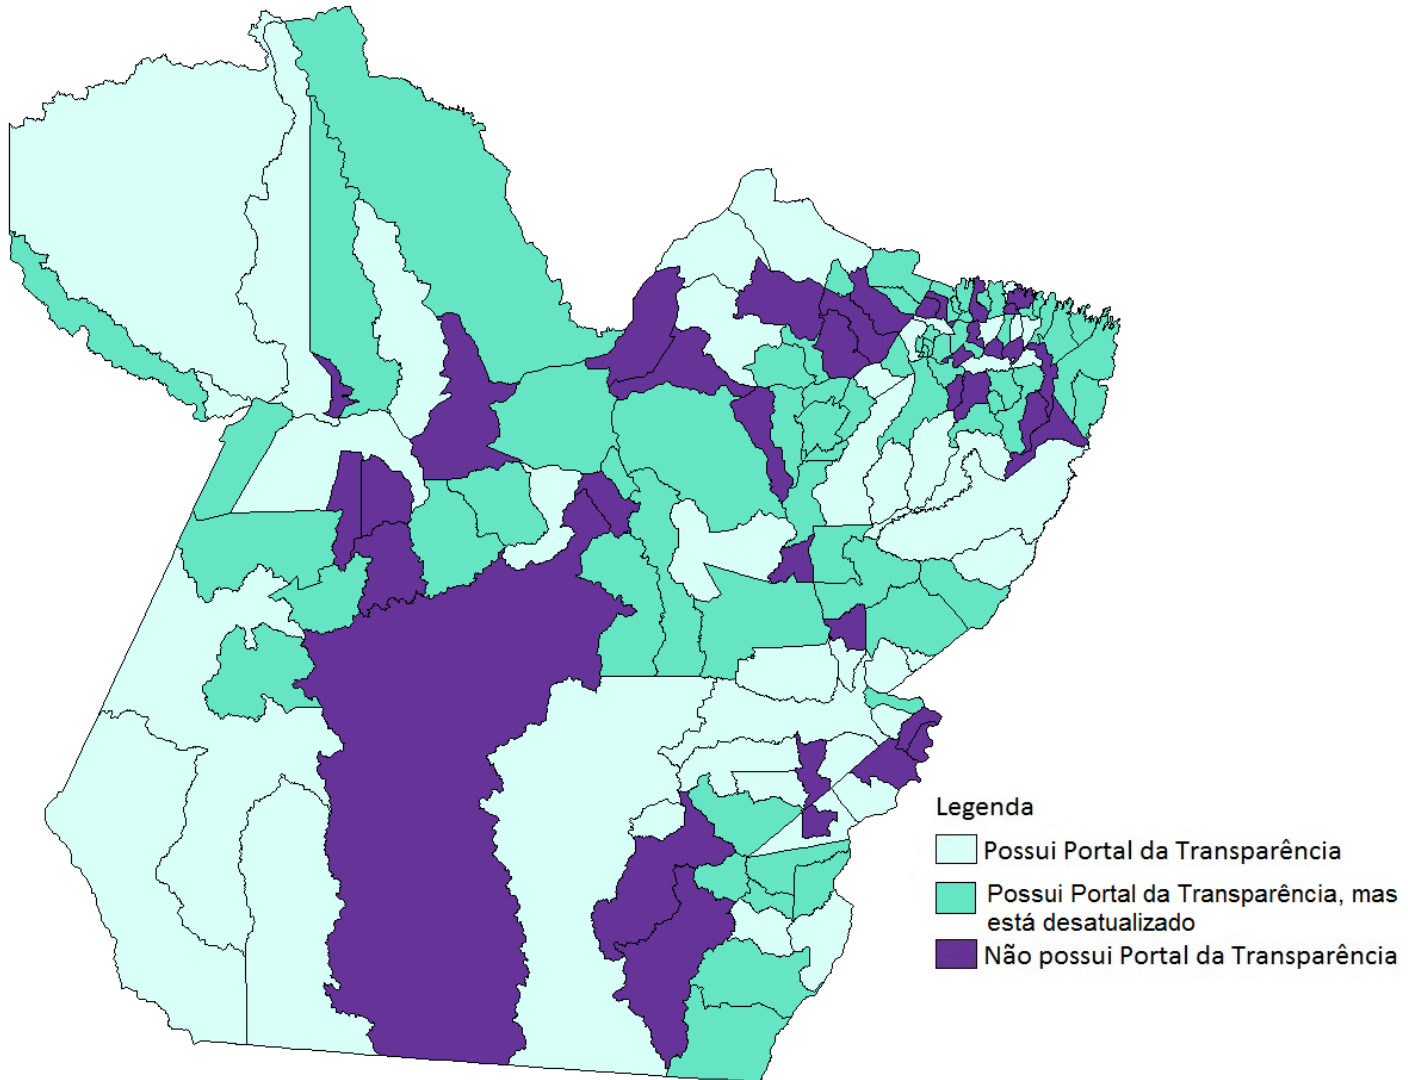 Legenda
Possui Portal da Transparência
Possui Portal da Transparência, mas
está desatualizado
Não possui Portal da Transparência